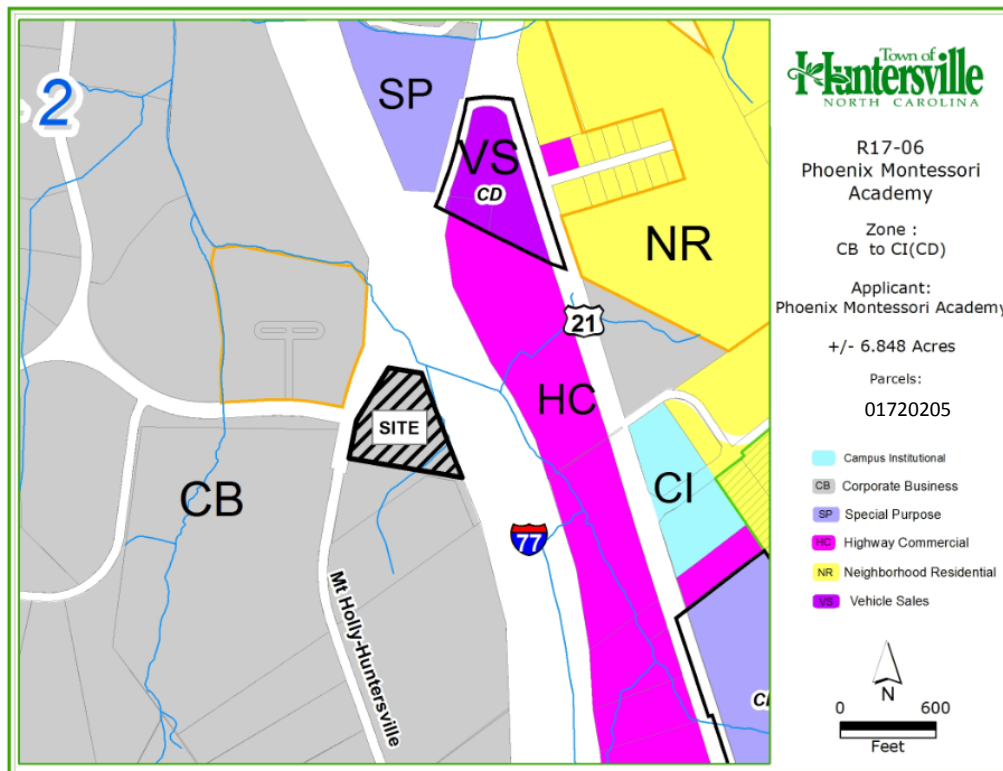 2
SP
VS
CD
NR
21
HC
SITE
CI
CB
77
Mt Holly-Huntersville
Town of
Huntersville
NORTH CAROLINA
R17-06
Phoenix Montessori
Academy
Zone :
CB to CI(CD)
Applicant:
Phoenix Montessori Academy
+/- 6.848 Acres
Parcels:
01720205
Campus Institutional
CB Corporate Business
SP Special Purpose
HC Highway Commercial
NR Neighborhood Residential
VS Vehicle Sales
N
0 600
Feet